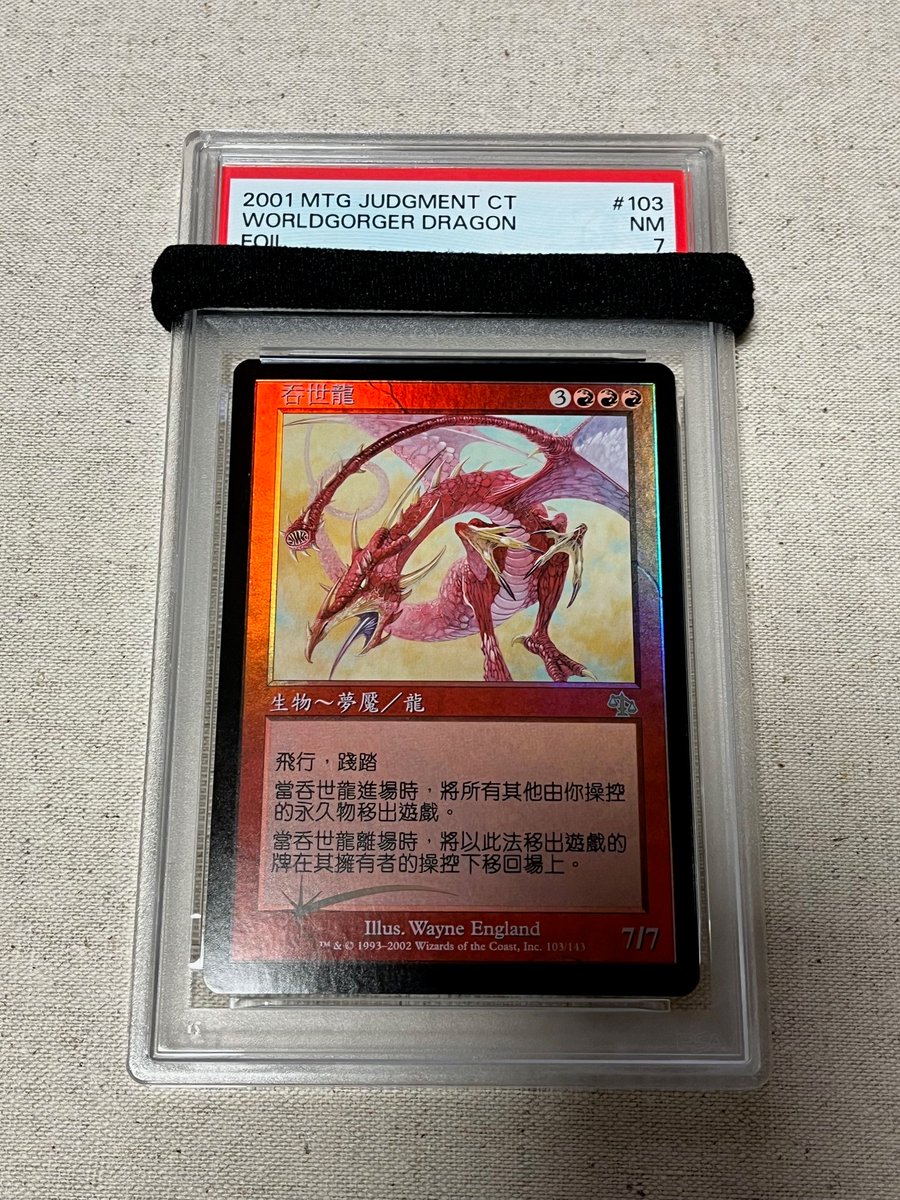 2001 MTG JUDGMENT CT #103
WORLDGORGER DRAGON NM
FOIL 7
吞世龍 3
生物～夢魘／龍
飛行，踐踏
當吞世龍進場時，將所有其他由你操控
的永久物移出遊戲。
當吞世龍離場時，將以此法移出遊戲的
牌在其擁有者的操控下移回場上。
Illus. Wayne England
™ & © 1993–2002 Wizards of the Coast, Inc. 103/143
7/7